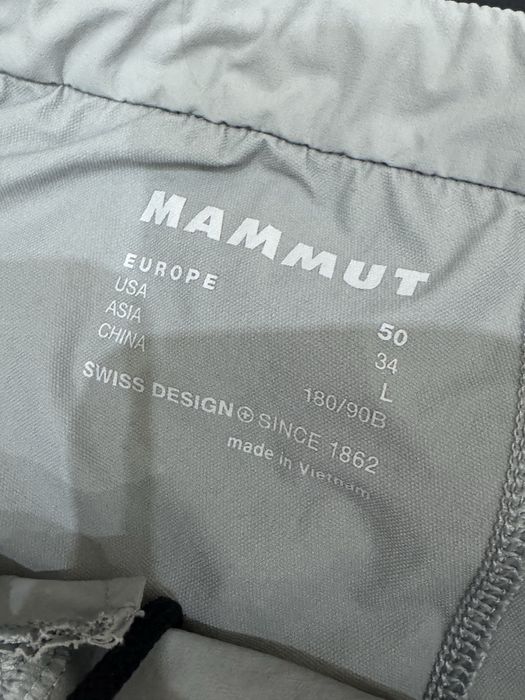 MAMMUT
EUROPE 50
USA 34
ASIA L
CHINA 180/90B
SWISS DESIGN SINCE 1862
made in Vietnam